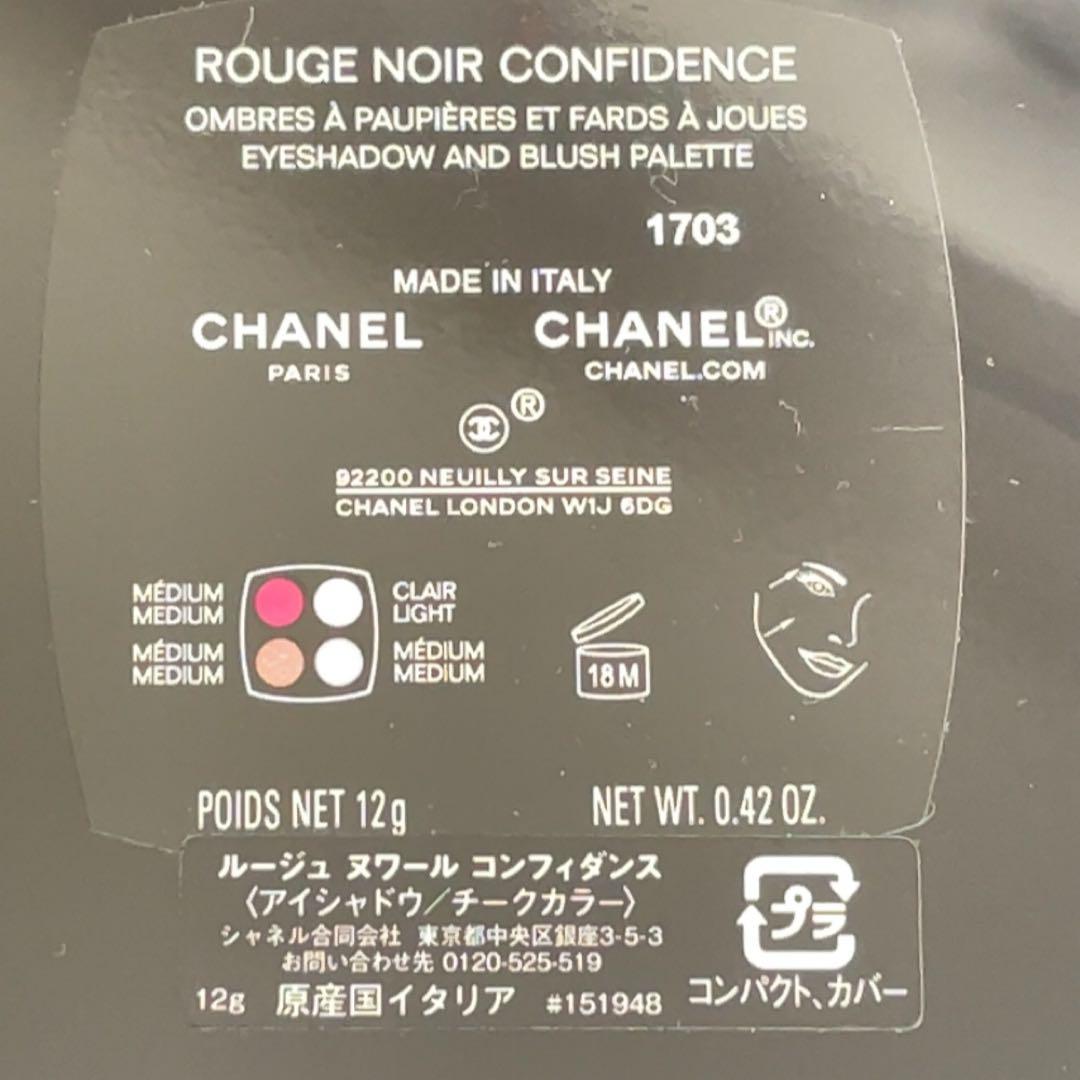 ROUGE NOIR CONFIDENCE
OMBRES À PAUPIÈRES ET FARDS À JOUES
EYESHADOW AND BLUSH PALETTE
1703
MADE IN ITALY
CHANEL CHANEL® INC.
PARIS CHANEL.COM
®
92200 NEUILLY SUR SEINE
CHANEL LONDON W1J 6DG
MÉDIUM CLAIR
MEDIUM LIGHT
MÉDIUM MÉDIUM
MEDIUM MEDIUM
18M
POIDS NET 12g NET WT. 0.42 OZ.
ルージュ ヌワール コンフィダンス
〈アイシャドウ/チークカラー〉
シャネル合同会社 東京都中央区銀座3-5-3
お問い合わせ先 0120-525-519
12g 原産国イタリア #151948
プラ
コンパクト、カバー